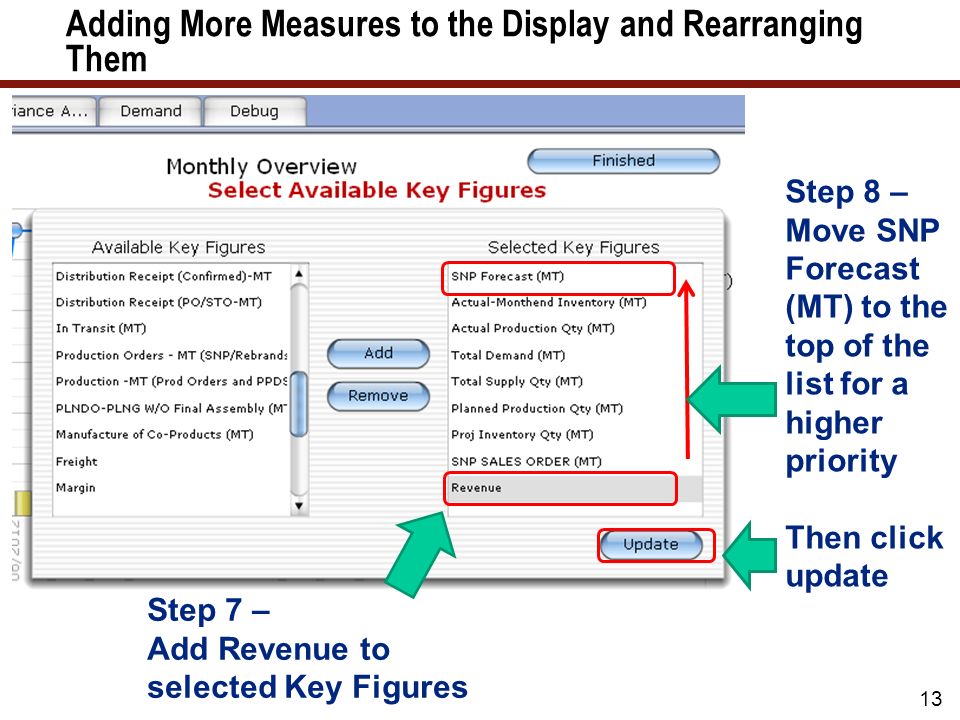 Adding More Measures to the Display and Rearranging
Them
riance A... Demand Debug
Monthly Overview
Finished
Select Available Key Figures
Available Key Figures
Distribution Receipt (Confirmed)-MT
Distribution Receipt (PO/STO-MT)
In Transit (MT)
Production Orders - MT (SNP/Rebrands
Production -MT (Prod Orders and PPDS
PLNDO-PLNG W/O Final Assembly (MT
Manufacture of Co-Products (MT)
Freight
Margin
Add
Remove
Selected Key Figures
SNP Forecast (MT)
Actual-Monthend Inventory (MT)
Actual Production Qty (MT)
Total Demand (MT)
Total Supply Qty (MT)
Planned Production Qty (MT)
Proj Inventory Qty (MT)
SNP SALES ORDER (MT)
Revenue
Update
Step 8 –
Move SNP
Forecast
(MT) to the
top of the
list for a
higher
priority
Then click
update
Step 7 –
Add Revenue to
selected Key Figures
13